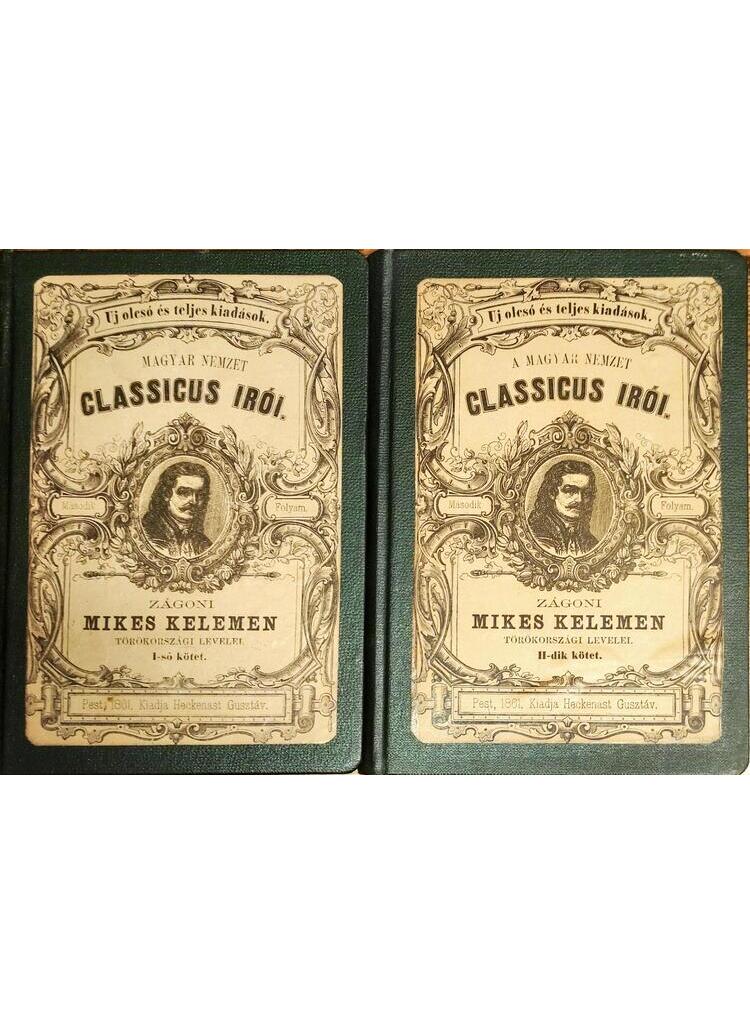 Uj olcsó és teljes kiadások.
MAGYAR NEMZET
CLASSICUS IRÓI.
Második Folyam.
ZÁGONI
MIKES KELEMEN
TÖRÖKORSZÁGI LEVELEI.
I-ső kötet.
Pest, 1861. Kiadja Heckenast Gusztáv.
Uj olcsó és teljes kiadások.
A MAGYAR NEMZET
CLASSICUS IRÓI.
Második Folyam.
ZÁGONI
MIKES KELEMEN
TÖRÖKORSZÁGI LEVELEI.
II-dik kötet.
Pest, 1861. Kiadja Heckenast Gusztáv.